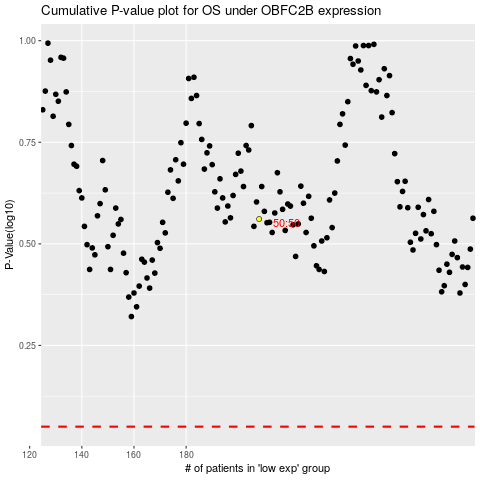 Cumulative P-value plot for OS under OBFC2B expression
1.00
0.75
0.50
0.25
P-Value(log10)
50:50
120 140 160 180
# of patients in 'low exp' group